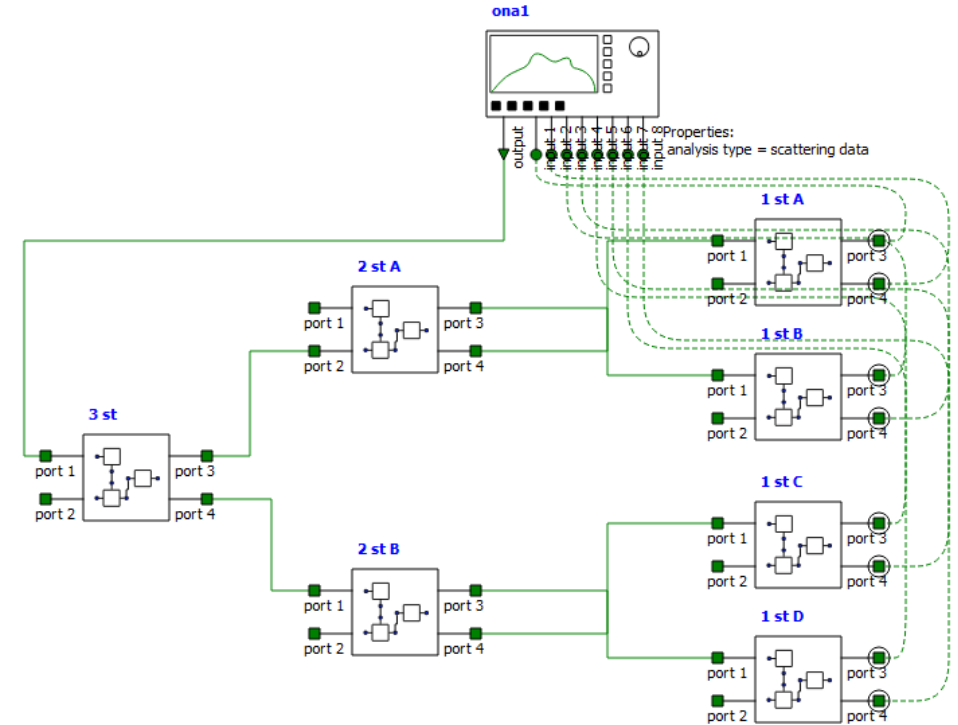 ona1
output
input 1
input 2
input 3
input 4
input 5
input 6
input 7
input 8
Properties:
analysis type = scattering data
1 st A
port 1
port 3
port 2
port 4
2 st A
port 1
port 3
port 2
port 4
1 st B
port 1
port 3
port 2
port 4
3 st
port 1
port 3
port 2
port 4
1 st C
port 1
port 3
port 2
port 4
2 st B
port 1
port 3
port 2
port 4
1 st D
port 1
port 3
port 2
port 4